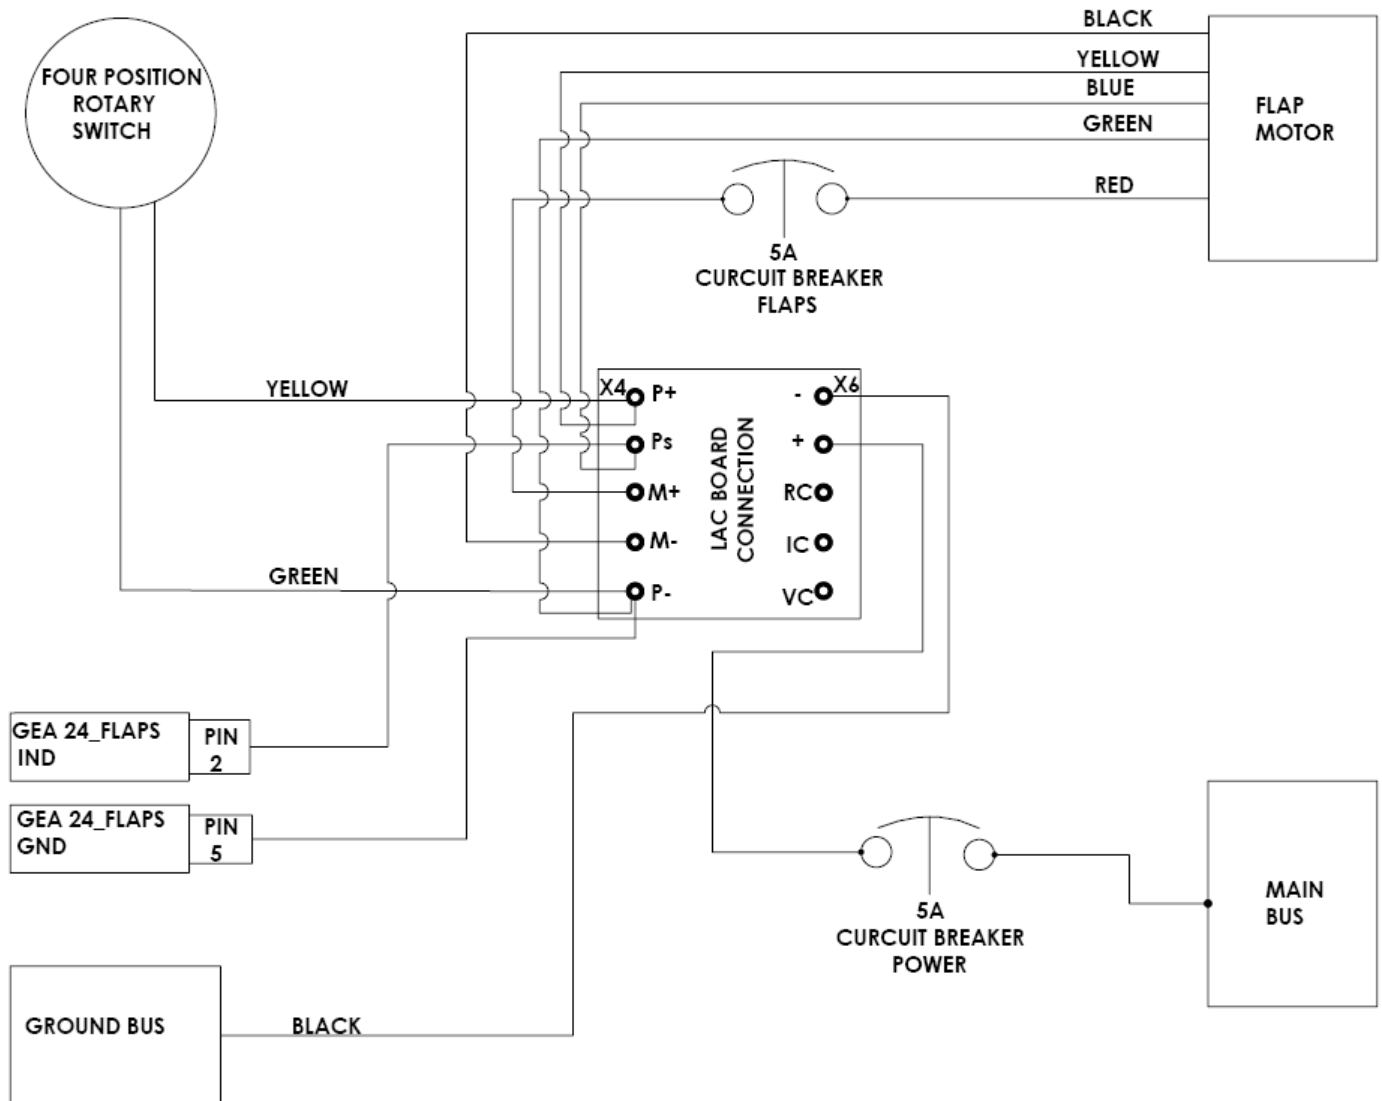 BLACK
YELLOW
BLUE
GREEN
RED
FLAP
MOTOR
FOUR POSITION
ROTARY
SWITCH
5A
CURCUIT BREAKER
FLAPS
YELLOW
GREEN
X4
P+
Ps
M+
M-
P-
LAC BOARD
CONNECTION
X6
-
+
RC
IC
VC
GEA 24_FLAPS
IND
PIN
2
GEA 24_FLAPS
GND
PIN
5
5A
CURCUIT BREAKER
POWER
MAIN
BUS
GROUND BUS
BLACK